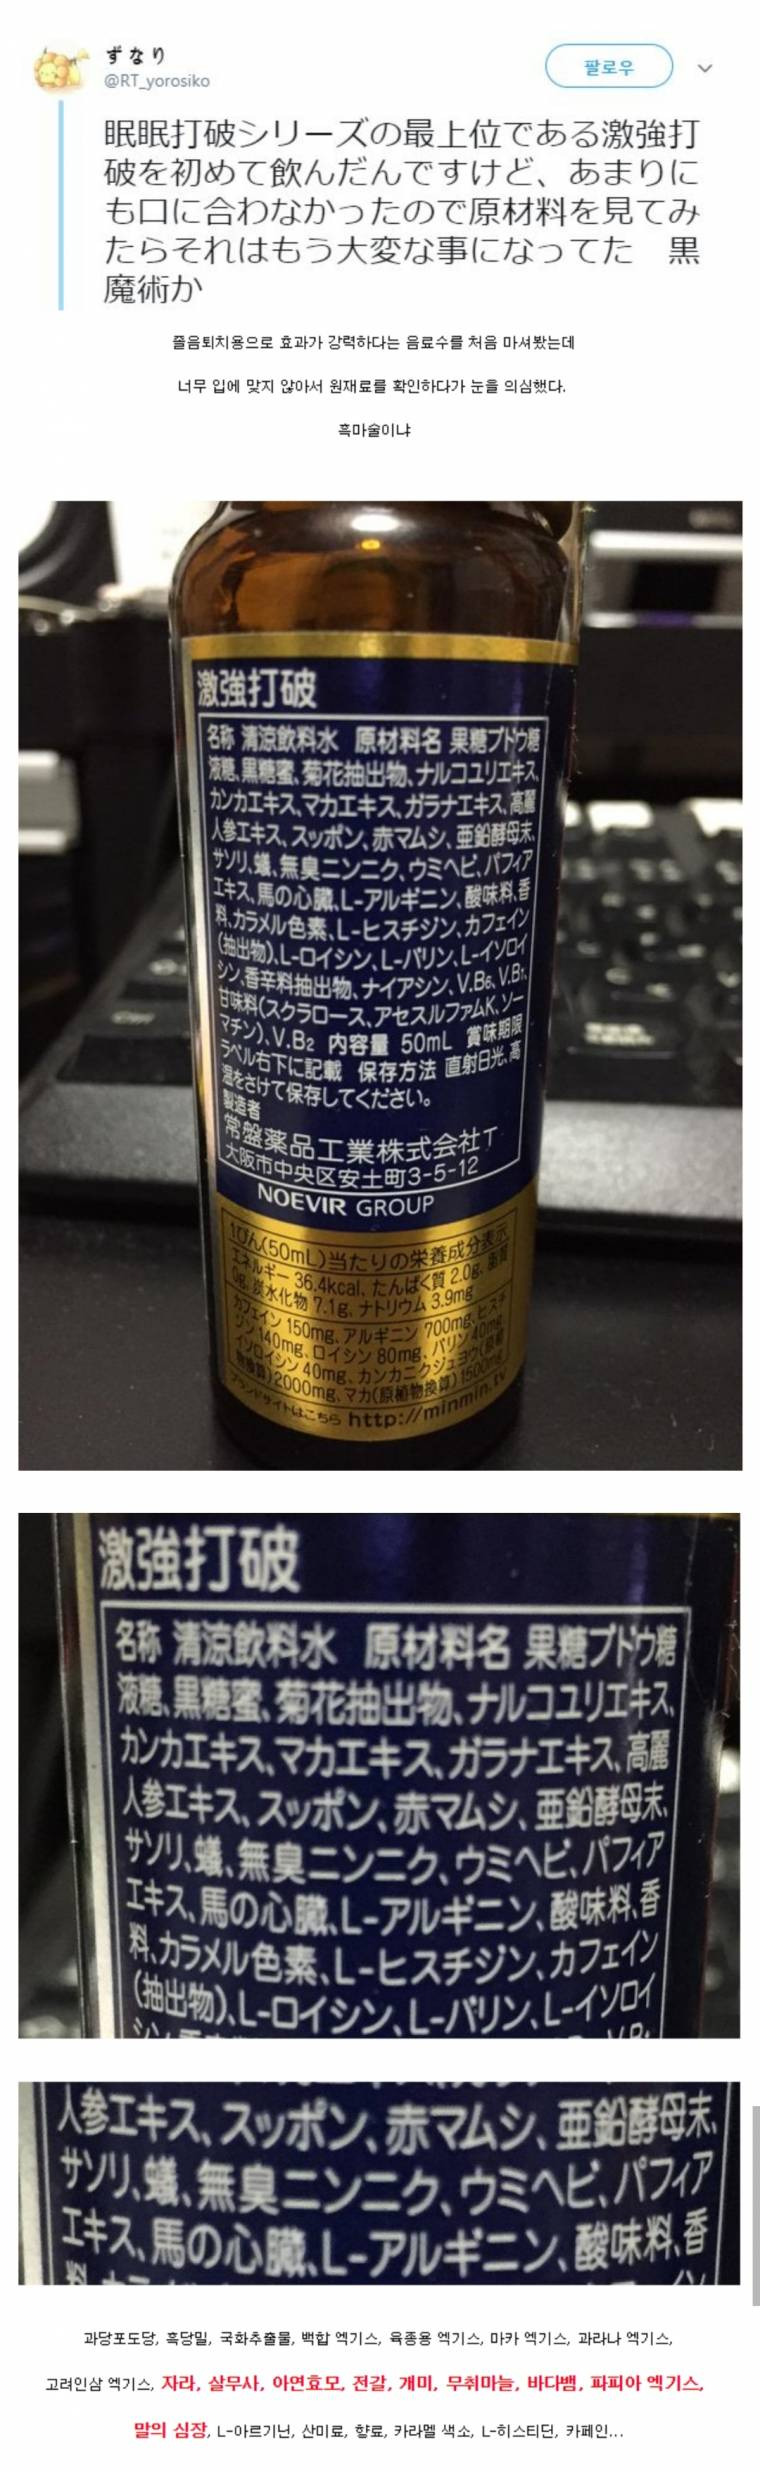 ずなり
@RT_yorosiko
팔로우
眠眠打破シリーズの最上位である激強打
破を初めて飲んだんですけど、あまりに
も口に合わなかったので原材料を見てみ
たらそれはもう大変な事になってた　黒
魔術か
졸음퇴치용으로 효과가 강력하다는 음료수를 처음 마셔봤는데
너무 입에 맞지 않아서 원재료를 확인하다가 눈을 의심했다.
흑마술이냐
激強打破
名称 清涼飲料水 原材料名 果糖ブドウ糖
液糖、黒糖蜜、菊花抽出物、ナルコユリエキス、
カンカエキス、マカエキス、ガラナエキス、高麗
人参エキス、スッポン、赤マムシ、亜鉛酵母末、
サソリ、蟻、無臭ニンニク、ウミヘビ、パフィア
エキス、馬の心臓、L-アルギニン、酸味料、香
料、カラメル色素、L-ヒスチジン、カフェイン
(抽出物)、L-ロイシン、L-バリン、L-イソロイ
シン、香辛料抽出物、ナイアシン、V.B6、V.B1、
甘味料(スクラロース、アセスルファムK、ソー
マチン)、V.B2 内容量 50mL 賞味期限
ラベル右下に記載 保存方法 直射日光、高
温をさけて保存してください。
製造者
常盤薬品工業株式会社T
大阪市中央区安土町3-5-12
NOEVIR GROUP
1びん(50mL)当たりの栄養成分表示
エネルギー 36.4kcal、たんぱく質 2.0g、脂質
0g、炭水化物 7.1g、ナトリウム 3.9mg
カフェイン 150mg、アルギニン 700mg、ヒスチ
ジン 140mg、ロイシン 80mg、バリン 40mg、
イソロイシン 40mg、カンカニクジュヨウ(原植
物換算)2000mg、マカ(原植物換算)1500mg
ブランドサイトはこちら http://minmin.tv
激強打破
名称 清涼飲料水 原材料名 果糖ブドウ糖
液糖、黒糖蜜、菊花抽出物、ナルコユリエキス、
カンカエキス、マカエキス、ガラナエキス、高麗
人参エキス、スッポン、赤マムシ、亜鉛酵母末、
サソリ、蟻、無臭ニンニク、ウミヘビ、パフィア
エキス、馬の心臓、L-アルギニン、酸味料、香
料、カラメル色素、L-ヒスチジン、カフェイン
(抽出物)、L-ロイシン、L-バリン、L-イソロイ
人参エキス、スッポン、赤マムシ、亜鉛酵母末、
サソリ、蟻、無臭ニンニク、ウミヘビ、パフィア
エキス、馬の心臓、L-アルギニン、酸味料、香
과당포도당, 흑당밀, 국화추출물, 백합 엑기스, 육종용 엑기스, 마카 엑기스, 과라나 엑기스,
고려인삼 엑기스, 자라, 살무사, 아연효모, 전갈, 개미, 무취마늘, 바다뱀, 파피아 엑기스,
말의 심장, L-아르기닌, 산미료, 향료, 카라멜 색소, L-히스티딘, 카페인...